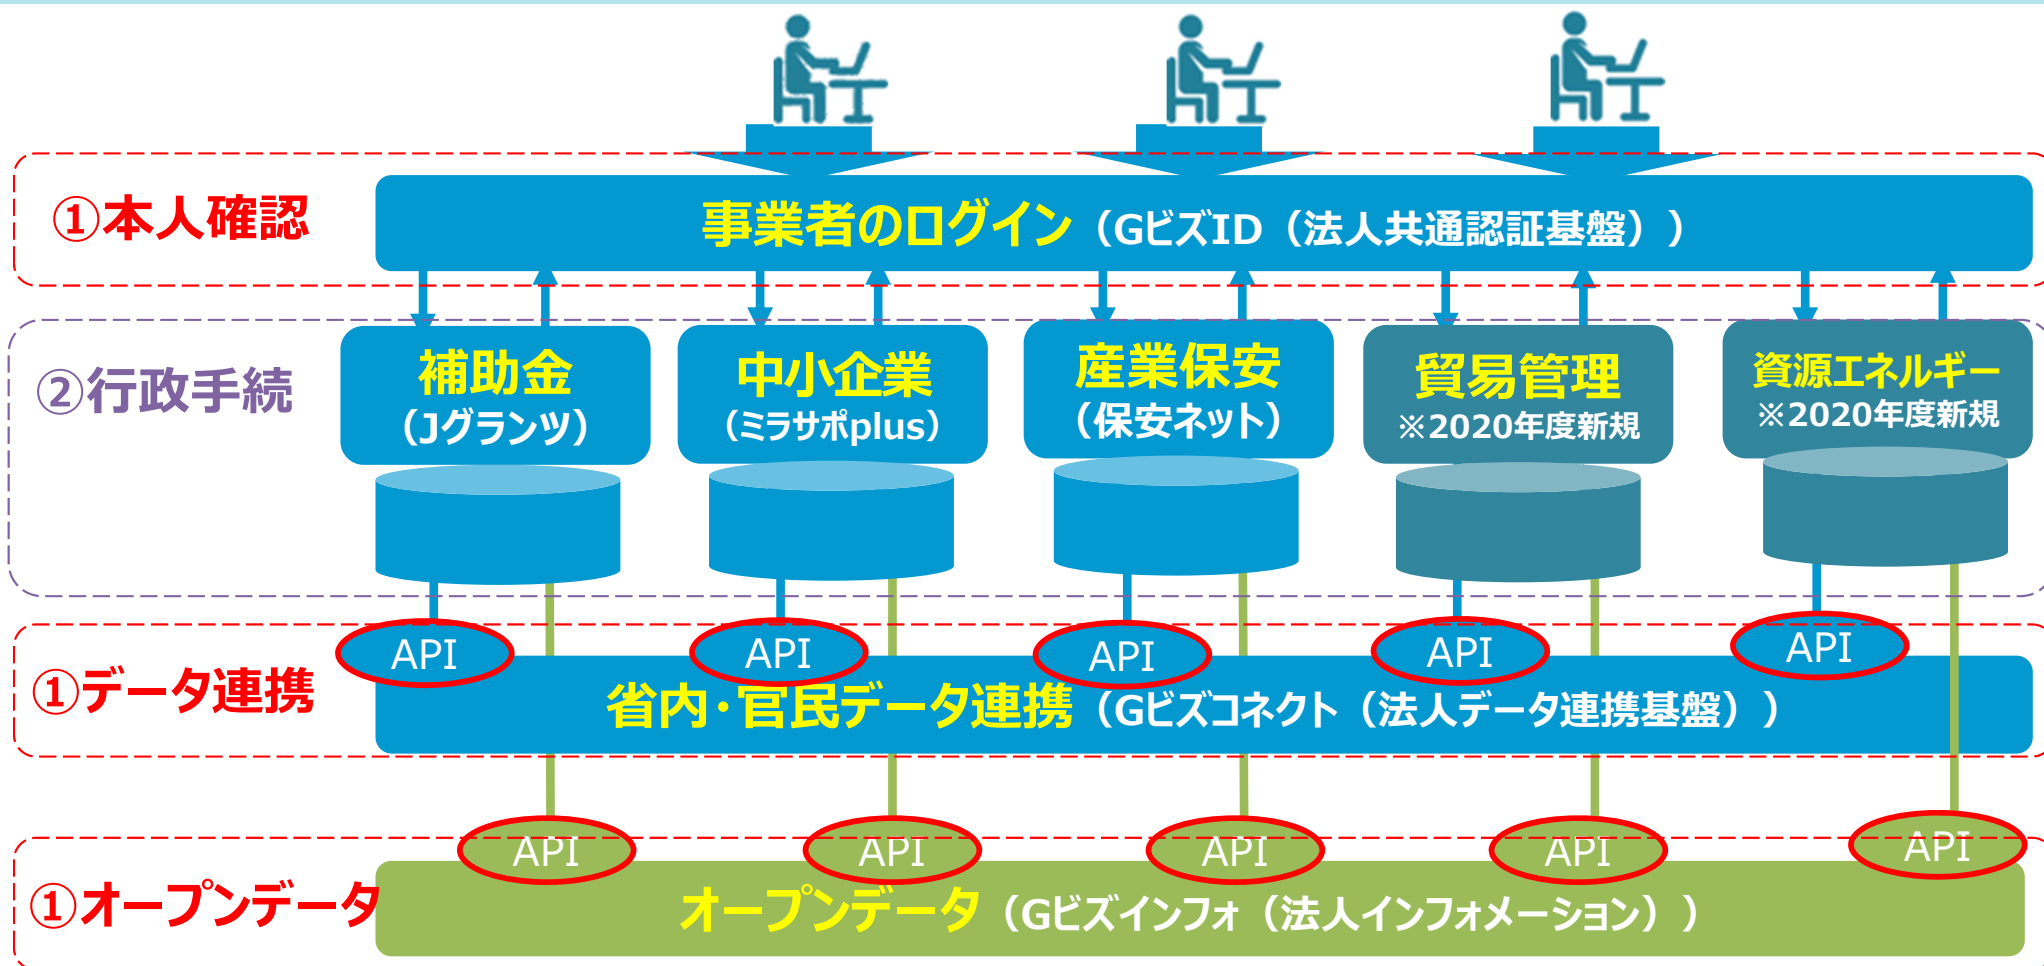 ①本人確認
事業者のログイン（GビズID（法人共通認証基盤））
②行政手続
補助金
（Jグランツ）
中小企業
（ミラサポplus）
産業保安
（保安ネット）
貿易管理
※2020年度新規
資源エネルギー
※2020年度新規
API
API
API
API
API
①データ連携
省内・官民データ連携（Gビズコネクト（法人データ連携基盤））
API
API
API
API
API
①オープンデータ
オープンデータ（Gビズインフォ（法人インフォメーション））